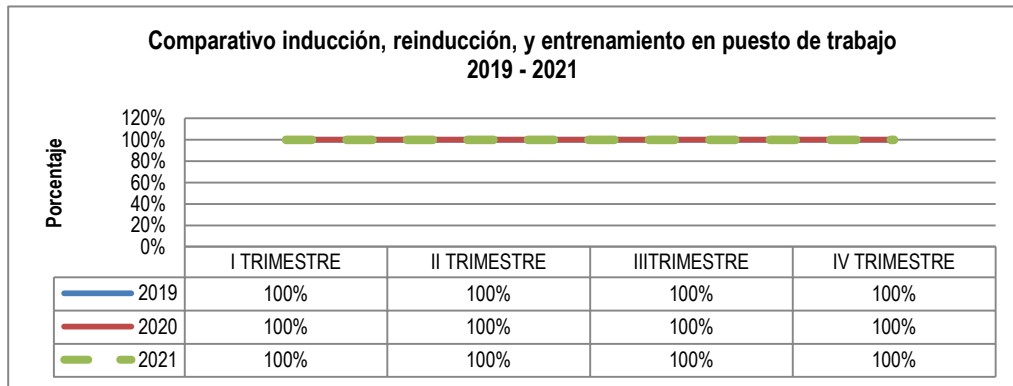 Comparativo inducción, reinducción, y entrenamiento en puesto de trabajo
2019 - 2021
Porcentaje
120%
100%
80%
60%
40%
20%
0%
I TRIMESTRE II TRIMESTRE IIITRIMESTRE IV TRIMESTRE
2019 100% 100% 100% 100%
2020 100% 100% 100% 100%
2021 100% 100% 100% 100%